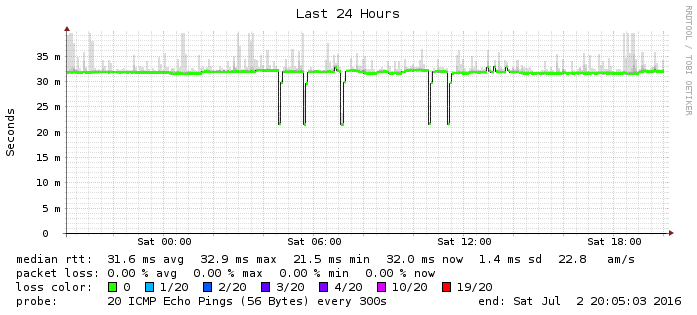 Last 24 Hours
RRDTOOL / TOBI OETIKER
Seconds
35 m
30 m
25 m
20 m
15 m
10 m
5 m
0
Sat 00:00 Sat 06:00 Sat 12:00 Sat 18:00
median rtt: 31.6 ms avg 32.9 ms max 21.5 ms min 32.0 ms now 1.4 ms sd 22.8 am/s
packet loss: 0.00 % avg 0.00 % max 0.00 % min 0.00 % now
loss color: 0 1/20 2/20 3/20 4/20 10/20 19/20
probe: 20 ICMP Echo Pings (56 Bytes) every 300s end: Sat Jul 2 20:05:03 2016